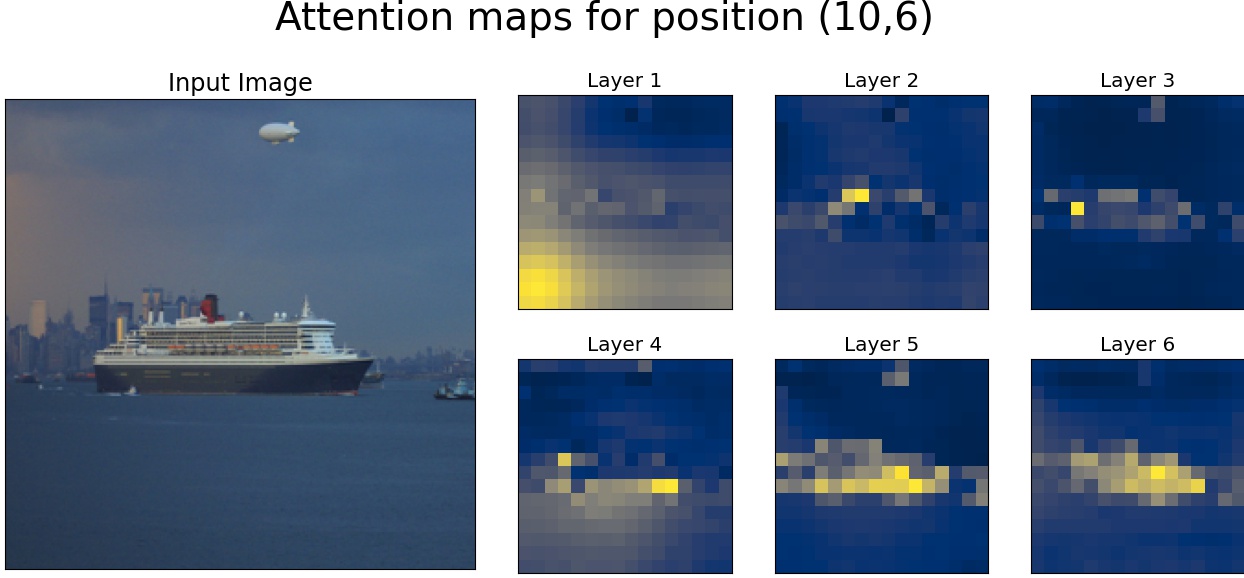 Attention maps for position (10,6)
Input Image
Layer 1
Layer 2
Layer 3
Layer 4
Layer 5
Layer 6